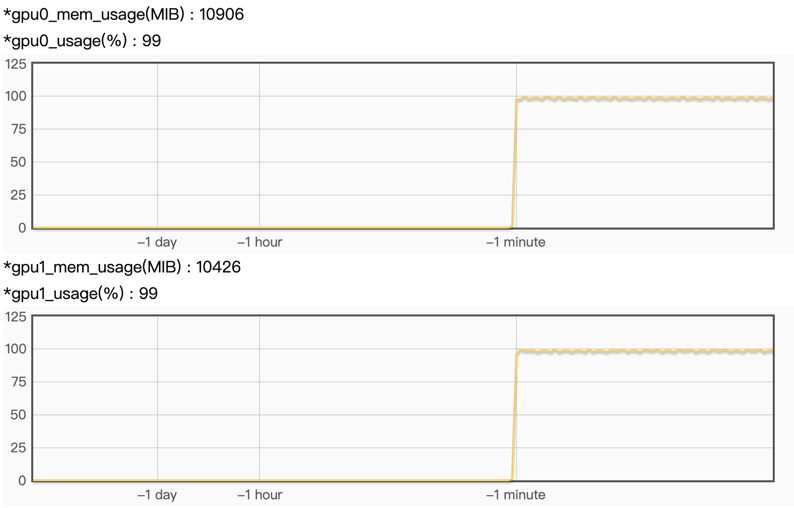 *gpu0_mem_usage(MIB) : 10906
*gpu0_usage(%) : 99
125
100
75
50
25
0
–1 day –1 hour –1 minute
*gpu1_mem_usage(MIB) : 10426
*gpu1_usage(%) : 99
125
100
75
50
25
0
–1 day –1 hour –1 minute